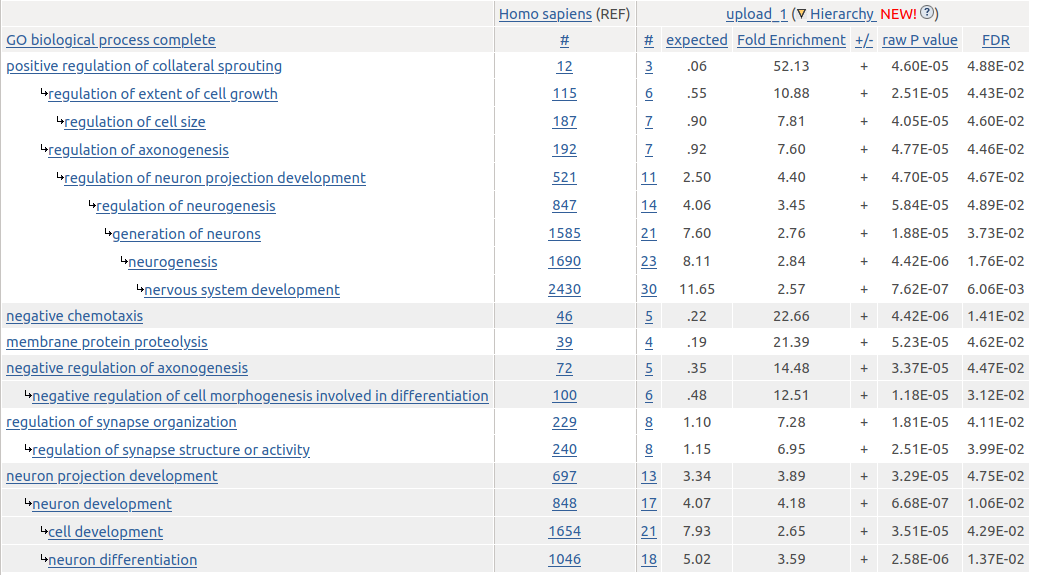 Homo sapiens (REF) upload_1 (▽ Hierarchy NEW! ?)
GO biological process complete # # expected Fold Enrichment +/- raw P value FDR
positive regulation of collateral sprouting 12 3 .06 52.13 + 4.60E-05 4.88E-02
↳regulation of extent of cell growth 115 6 .55 10.88 + 2.51E-05 4.43E-02
↳regulation of cell size 187 7 .90 7.81 + 4.05E-05 4.60E-02
↳regulation of axonogenesis 192 7 .92 7.60 + 4.77E-05 4.46E-02
↳regulation of neuron projection development 521 11 2.50 4.40 + 4.70E-05 4.67E-02
↳regulation of neurogenesis 847 14 4.06 3.45 + 5.84E-05 4.89E-02
↳generation of neurons 1585 21 7.60 2.76 + 1.88E-05 3.73E-02
↳neurogenesis 1690 23 8.11 2.84 + 4.42E-06 1.76E-02
↳nervous system development 2430 30 11.65 2.57 + 7.62E-07 6.06E-03
negative chemotaxis 46 5 .22 22.66 + 4.42E-06 1.41E-02
membrane protein proteolysis 39 4 .19 21.39 + 5.23E-05 4.62E-02
negative regulation of axonogenesis 72 5 .35 14.48 + 3.37E-05 4.47E-02
↳negative regulation of cell morphogenesis involved in differentiation 100 6 .48 12.51 + 1.18E-05 3.12E-02
regulation of synapse organization 229 8 1.10 7.28 + 1.81E-05 4.11E-02
↳regulation of synapse structure or activity 240 8 1.15 6.95 + 2.51E-05 3.99E-02
neuron projection development 697 13 3.34 3.89 + 3.29E-05 4.75E-02
↳neuron development 848 17 4.07 4.18 + 6.68E-07 1.06E-02
↳cell development 1654 21 7.93 2.65 + 3.51E-05 4.29E-02
↳neuron differentiation 1046 18 5.02 3.59 + 2.58E-06 1.37E-02